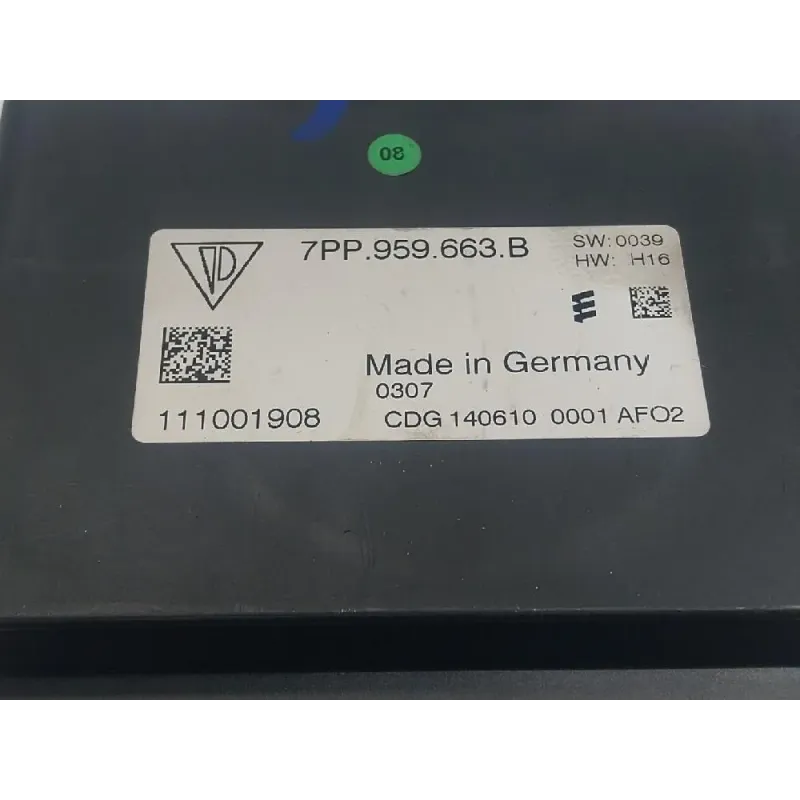 08
7PP.959.663.B
SW:0039
HW: H16
Made in Germany
0307
111001908
CDG 140610 0001 AFO2